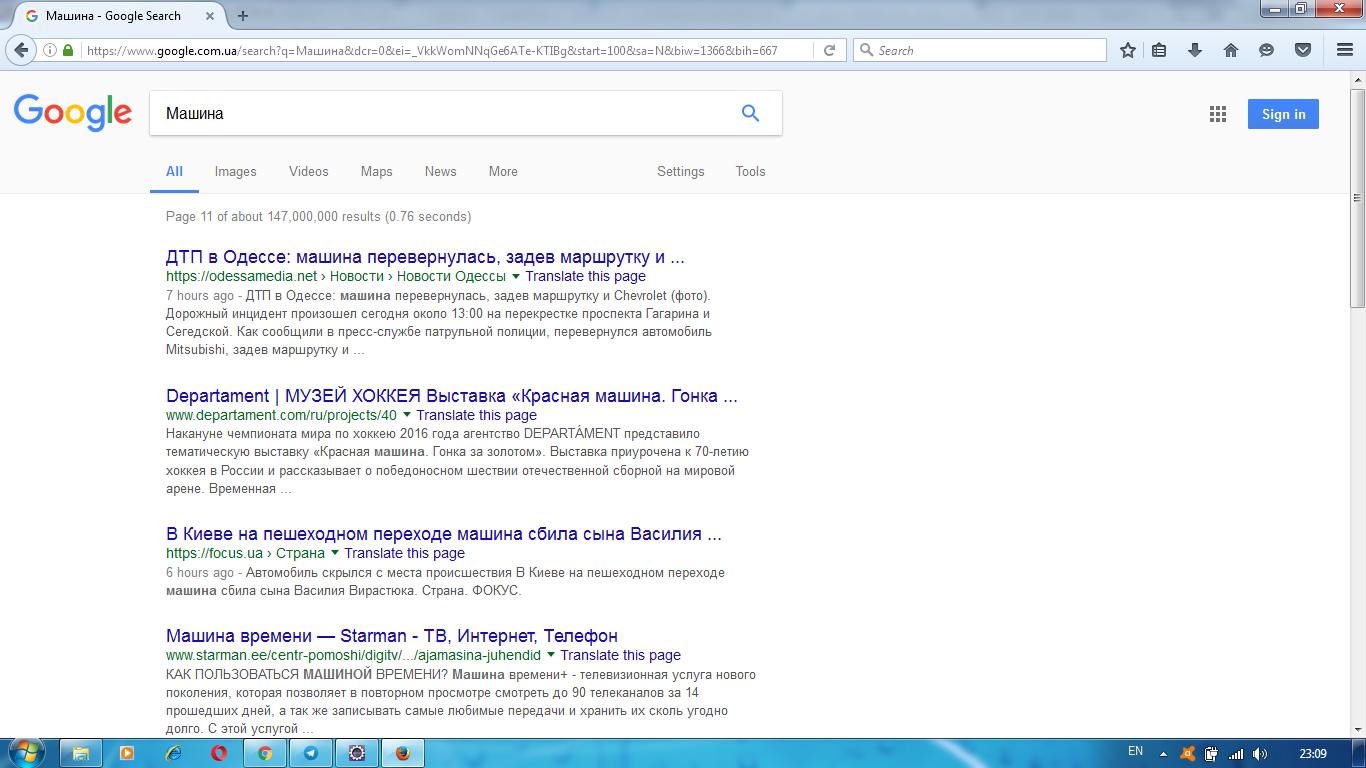 Машина - Google Search
https://www.google.com.ua/search?q=Машина&dcr=0&ei=_VkkWomNNqGe6ATe-KTIBg&start=100&sa=N&biw=1366&bih=667
Search
Google
Машина
Sign in
All Images Videos Maps News More Settings Tools
Page 11 of about 147,000,000 results (0.76 seconds)
ДТП в Одессе: машина перевернулась, задев маршрутку и ...
https://odessamedia.net › Новости › Новости Одессы Translate this page
7 hours ago - ДТП в Одессе: машина перевернулась, задев маршрутку и Chevrolet (фото).
Дорожный инцидент произошел сегодня около 13:00 на перекрестке проспекта Гагарина и
Сегедской. Как сообщили в пресс-службе патрульной полиции, перевернулся автомобиль
Mitsubishi, задев маршрутку и ...
Departament | МУЗЕЙ ХОККЕЯ Выставка «Красная машина. Гонка ...
www.departament.com/ru/projects/40 Translate this page
Накануне чемпионата мира по хоккею 2016 года агентство DEPARTÁMENT представило
тематическую выставку «Красная машина. Гонка за золотом». Выставка приурочена к 70-летию
хоккея в России и рассказывает о победоносном шествии отечественной сборной на мировой
арене. Временная ...
В Киеве на пешеходном переходе машина сбила сына Василия ...
https://focus.ua › Страна Translate this page
6 hours ago - Автомобиль скрылся с места происшествия В Киеве на пешеходном переходе
машина сбила сына Василия Вирастюка. Страна. ФОКУС.
Машина времени — Starman - ТВ, Интернет, Телефон
www.starman.ee/centr-pomoshi/digitv/.../ajamasina-juhendid Translate this page
КАК ПОЛЬЗОВАТЬСЯ МАШИНОЙ ВРЕМЕНИ? Машина времени+ - телевизионная услуга нового
поколения, которая позволяет в повторном просмотре смотреть до 90 телеканалов за 14
прошедших дней, а так же записывать самые любимые передачи и хранить их сколь угодно
долго. С этой услугой ...
EN 23:09